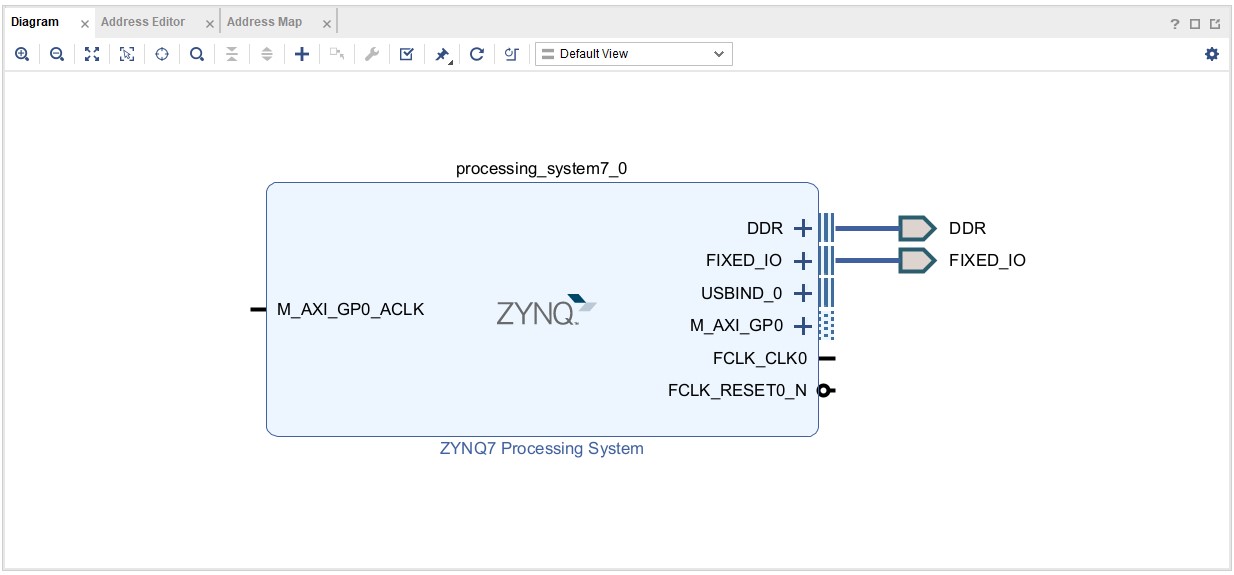 Diagram
Address Editor
Address Map
Default View
processing_system7_0
DDR
DDR
FIXED_IO
FIXED_IO
USBIND_0
M_AXI_GP0_ACLK
ZYNQ
M_AXI_GP0
FCLK_CLK0
FCLK_RESET0_N
ZYNQ7 Processing System